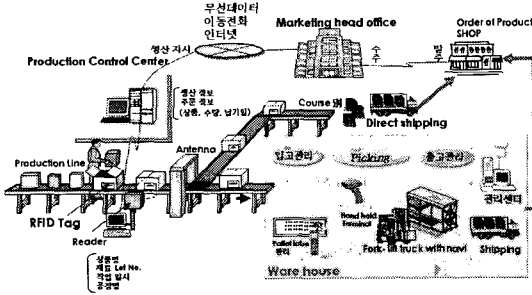 무선데이터
이동전화
인터넷
Marketing head office
Order of Product
SHOP
생산 지시
수주
발주
Production Control Center
생산 정보
주문 정보
(상품, 수량, 납기일)
Course 別
Direct shipping
Antenna
Production Line
입고관리
Picking
출고관리
관리센터
RFID Tag
Reader
Hand held
Terminal
Pallet label
관리
Fork-lift truck with navi
Shipping
상품명
제조 Lot No.
작업 일시
공정명
Ware house